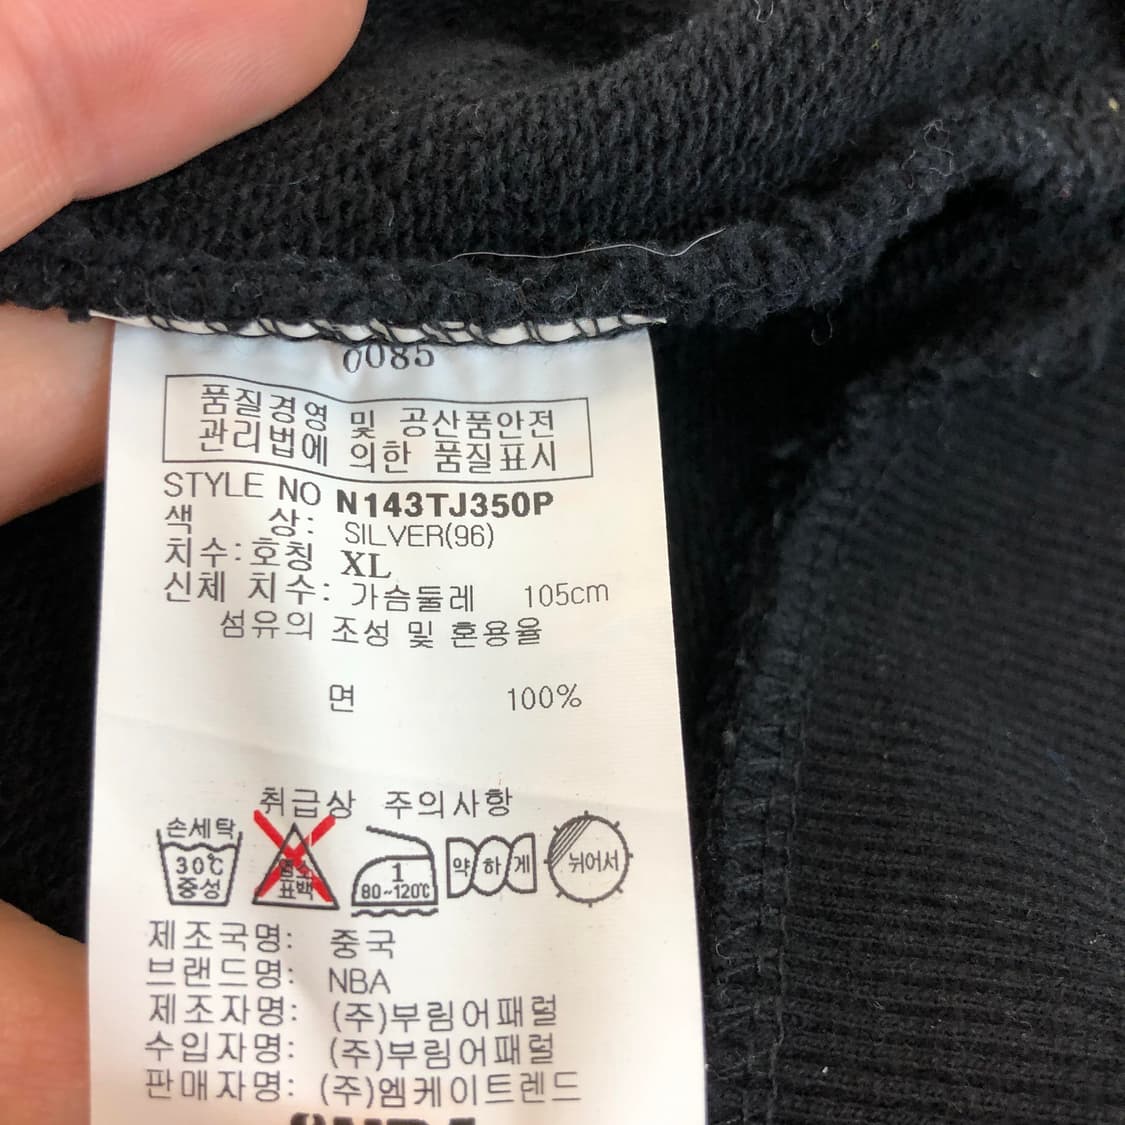 0085
품질경영 및 공산품안전
관리법에 의한 품질표시
STYLE NO N143TJ350P
색 상: SILVER(96)
치수:호칭 XL
신체 치수: 가슴둘레 105cm
섬유의 조성 및 혼용율
면 100%
취급상 주의사항
손세탁
30℃
중성
염소
표백
1
80~120℃
약하게
뉘어서
제조국명: 중국
브랜드명: NBA
제조자명: (주)부림어패럴
수입자명: (주)부림어패럴
판매자명: (주)엠케이트렌드